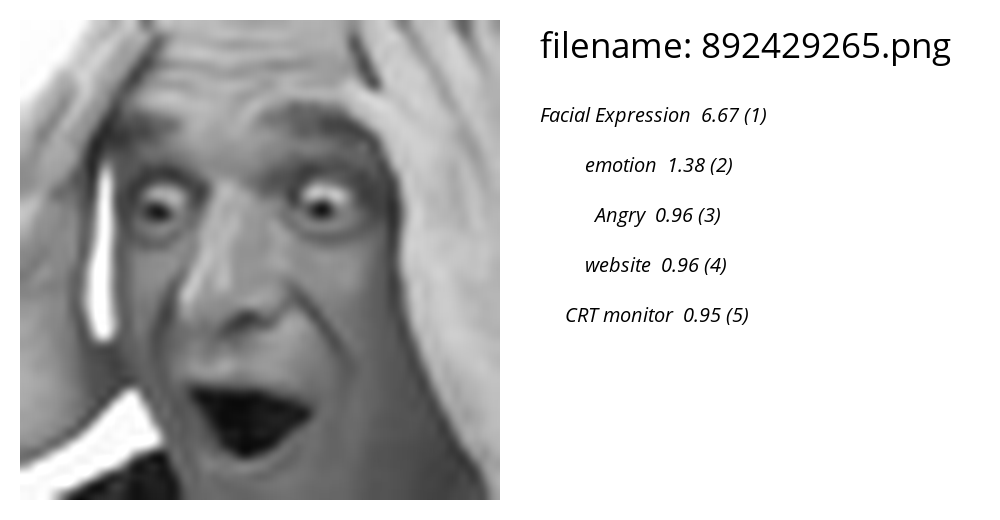 filename: 892429265.png
Facial Expression 6.67 (1)
emotion 1.38 (2)
Angry 0.96 (3)
website 0.96 (4)
CRT monitor 0.95 (5)